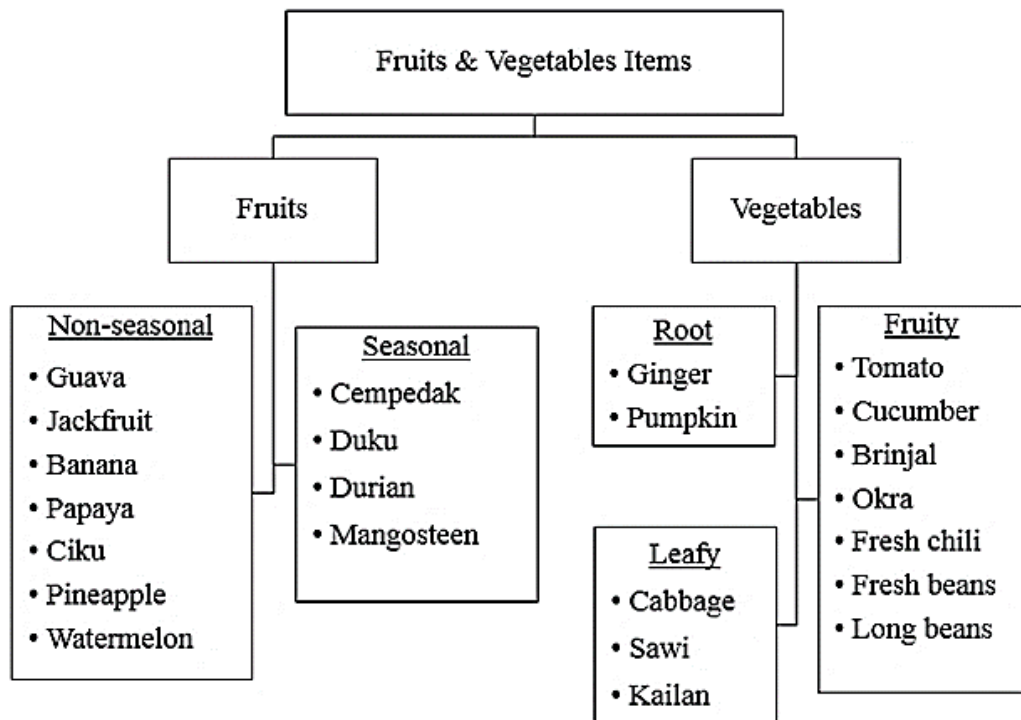 Fruits & Vegetables Items
Fruits
Vegetables
Non-seasonal
• Guava
• Jackfruit
• Banana
• Papaya
• Ciku
• Pineapple
• Watermelon
Seasonal
• Cempedak
• Duku
• Durian
• Mangosteen
Root
• Ginger
• Pumpkin
Leafy
• Cabbage
• Sawi
• Kailan
Fruity
• Tomato
• Cucumber
• Brinjal
• Okra
• Fresh chili
• Fresh beans
• Long beans